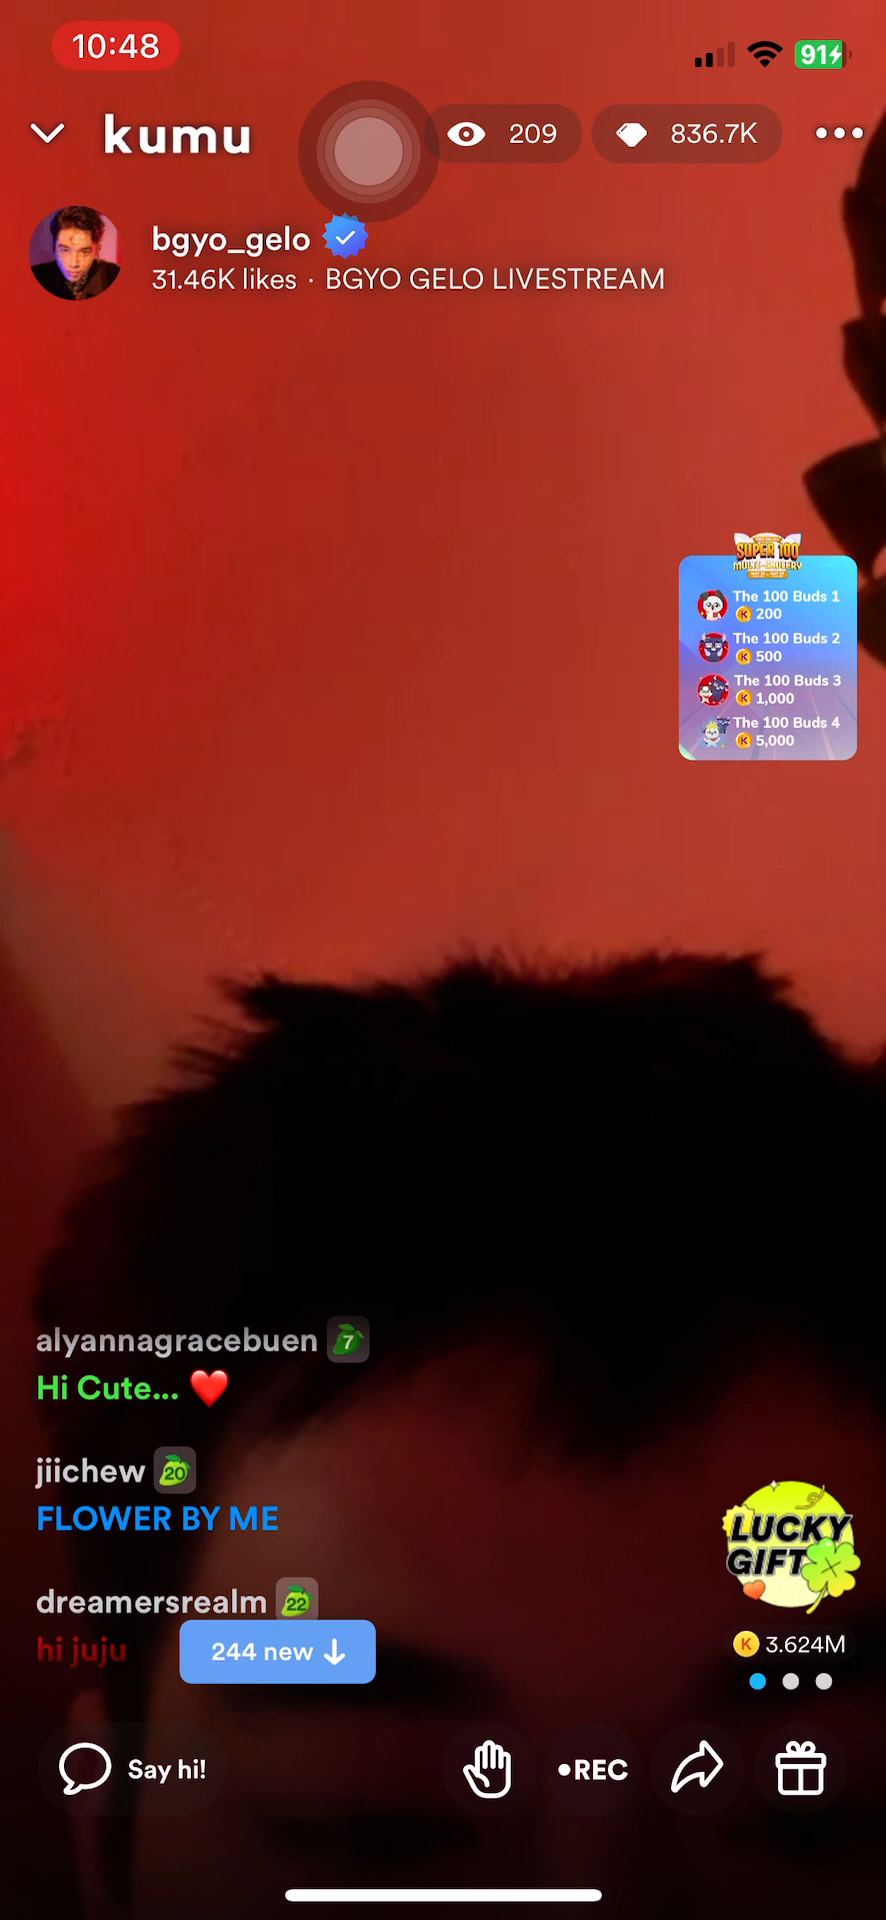 10:48
91
kumu
209
836.7K
bgyo_gelo
31.46K likes · BGYO GELO LIVESTREAM
SUPER 100
MULTI-GALLERY
The 100 Buds 1
K 200
The 100 Buds 2
K 500
The 100 Buds 3
K 1,000
The 100 Buds 4
K 5,000
alyannagracebuen 7
Hi Cute... ❤️
jiichew 20
FLOWER BY ME
dreamersrealm 22
hi juju
244 new ↓
LUCKY
GIFT
K 3.624M
Say hi!
•REC